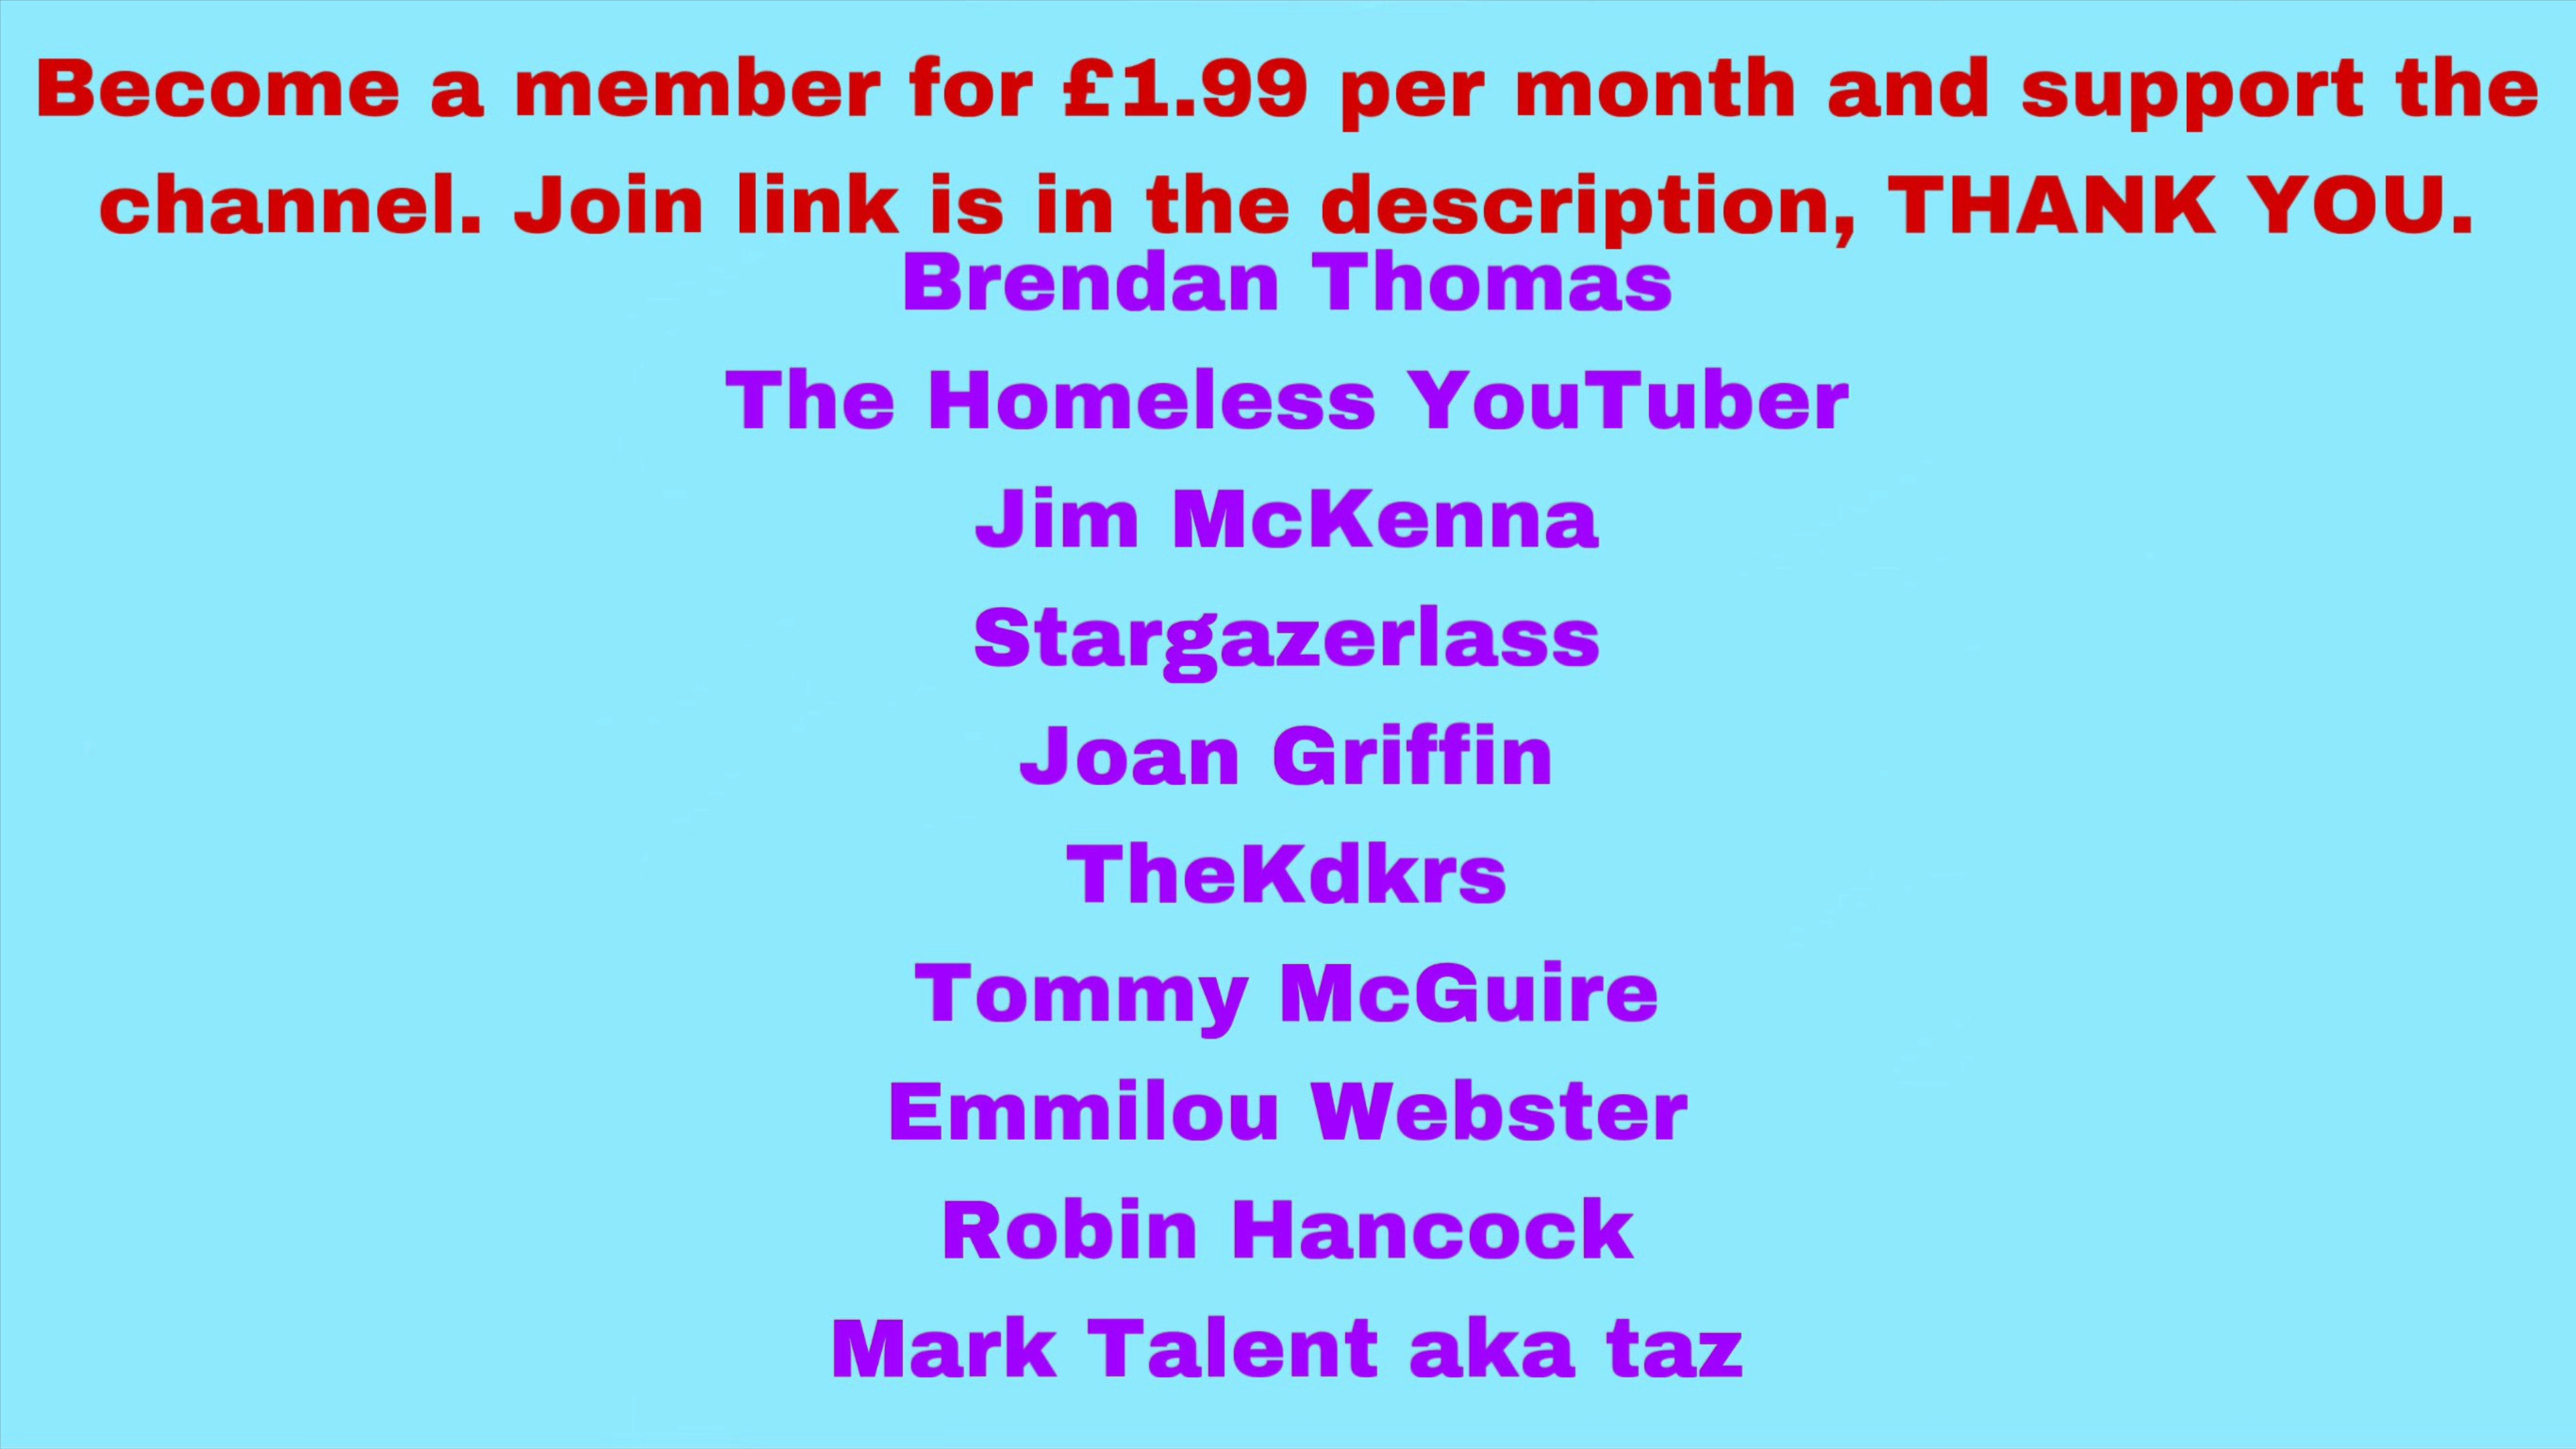 Become a member for £1.99 per month and support the
channel. Join link is in the description, THANK YOU.
Brendan Thomas
The Homeless YouTuber
Jim McKenna
Stargazerlass
Joan Griffin
TheKdkrs
Tommy McGuire
Emmilou Webster
Robin Hancock
Mark Talent aka taz